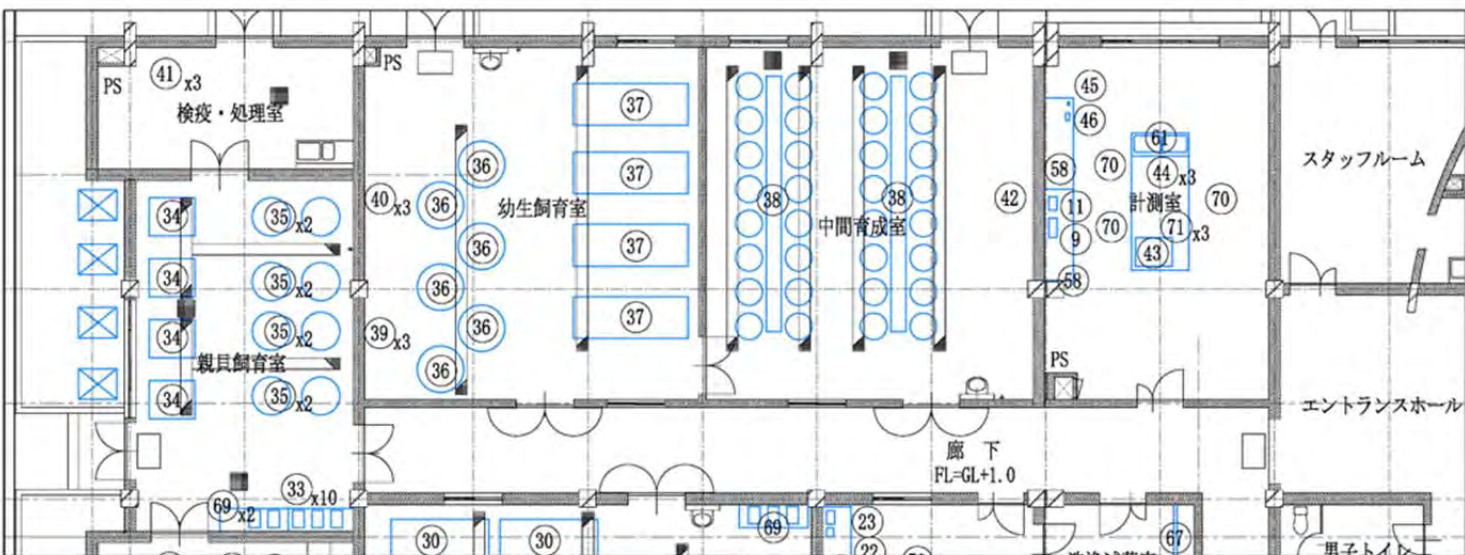 PS
41 x3
検疫・処理室
PS
34
34
34
34
35 x2
35 x2
35 x2
35 x2
親貝飼育室
33 x10
69 x2
40 x3
39 x3
36
36
36
36
36
36
幼生飼育室
37
37
37
37
38
38
中間育成室
42
45
46
58
11
9
58
61
70
44 x3
計測室
70
70
71 x3
43
PS
スタッフルーム
エントランスホール
廊下
FL=GL+1.0
30
30
69
23
22
67
男子トイレ